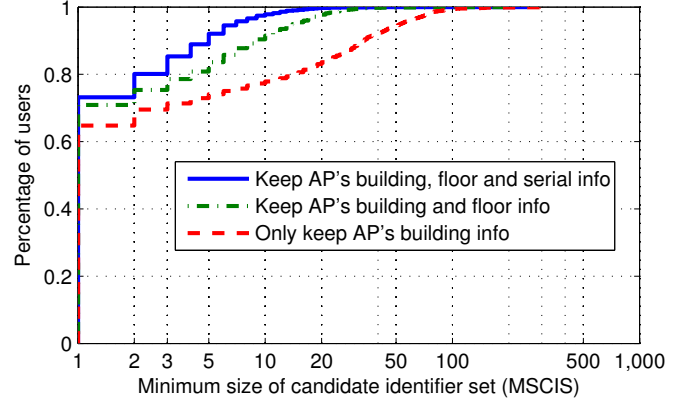 Percentage of users
1
0.8
0.6
0.4
0.2
0
Keep AP's building, floor and serial info
Keep AP's building and floor info
Only keep AP's building info
1 2 3 5 10 20 50 100 500 1,000
Minimum size of candidate identifier set (MSCIS)